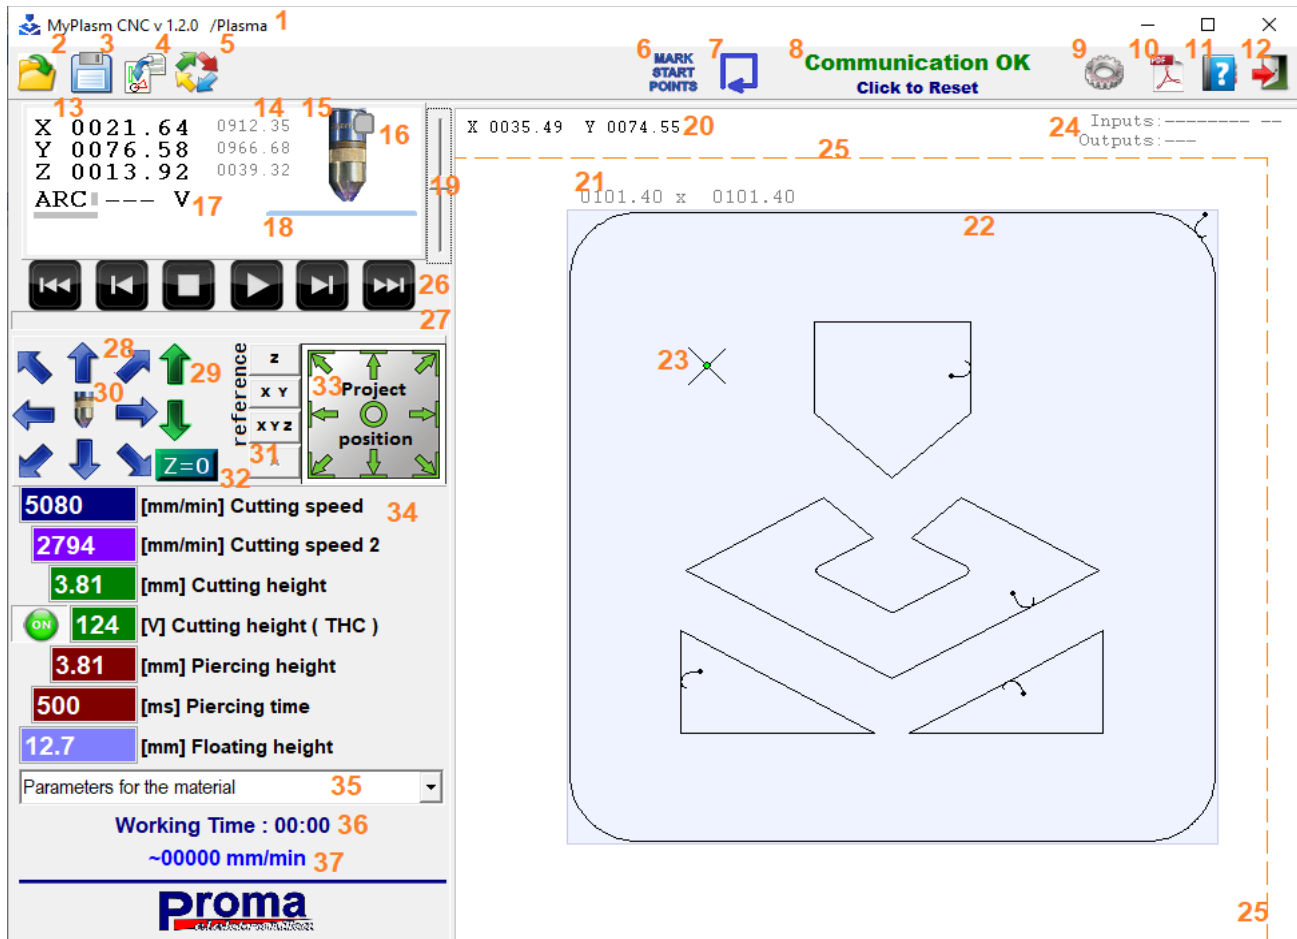 MyPlasm CNC v 1.2.0 /Plasma 1
2 3 4 5 6 7 8 9 10 11 12
MARK
START
POINTS
Communication OK
Click to Reset
PDF
?
13 14 15 16
X 0021.64 0912.35
Y 0076.58 0966.68
Z 0013.92 0039.32
ARC --- V 17
18
19
X 0035.49 Y 0074.55 20
24 Inputs:-------- --
Outputs:---
25
21
0101.40 x 0101.40
22
26
27
23
28 29 30
reference
Z
X Y
X Y Z
31
Z=0 32
33 Project
position
5080 [mm/min] Cutting speed 34
2794 [mm/min] Cutting speed 2
3.81 [mm] Cutting height
ON 124 [V] Cutting height ( THC )
3.81 [mm] Piercing height
500 [ms] Piercing time
12.7 [mm] Floating height
Parameters for the material 35
Working Time : 00:00 36
~00000 mm/min 37
25
Proma